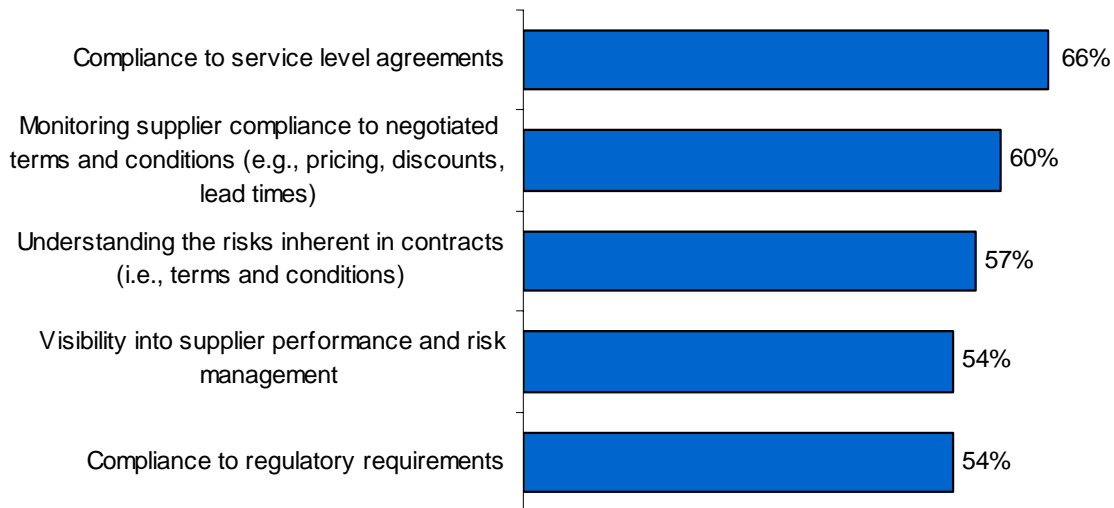 Compliance to service level agreements
66%
Monitoring supplier compliance to negotiated
terms and conditions (e.g., pricing, discounts,
lead times)
60%
Understanding the risks inherent in contracts
(i.e., terms and conditions)
57%
Visibility into supplier performance and risk
management
54%
Compliance to regulatory requirements
54%